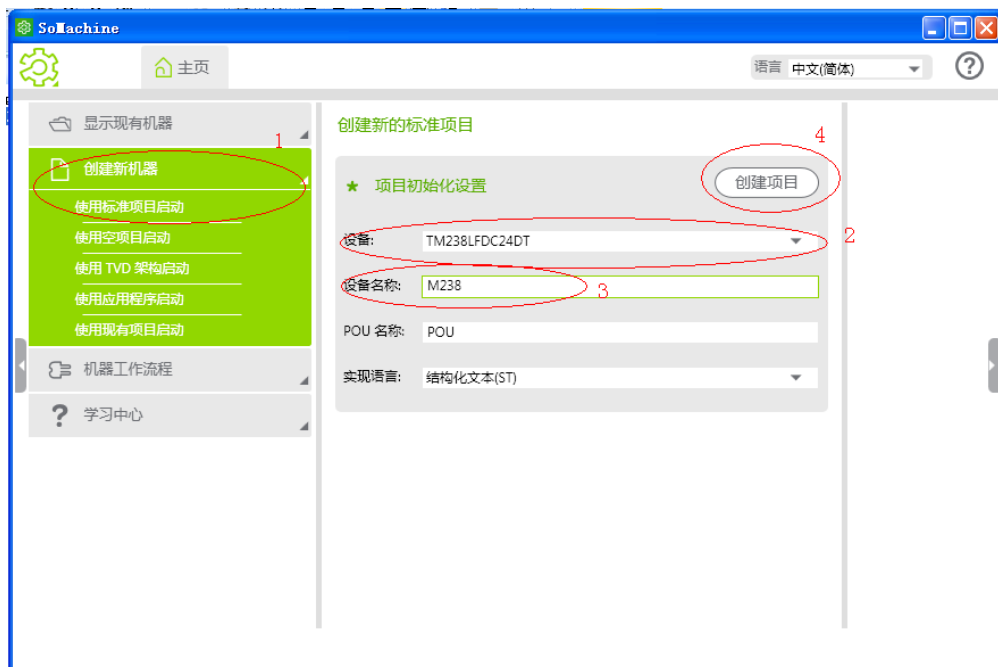 SoMachine
主页
语言 中文(简体)
显示现有机器
1
创建新机器
使用标准项目启动
使用空项目启动
使用 TVD 架构启动
使用应用程序启动
使用现有项目启动
机器工作流程
学习中心
创建新的标准项目
4
项目初始化设置
创建项目
设备: TM238LFDC24DT
2
设备名称: M238
3
POU 名称: POU
实现语言: 结构化文本(ST)